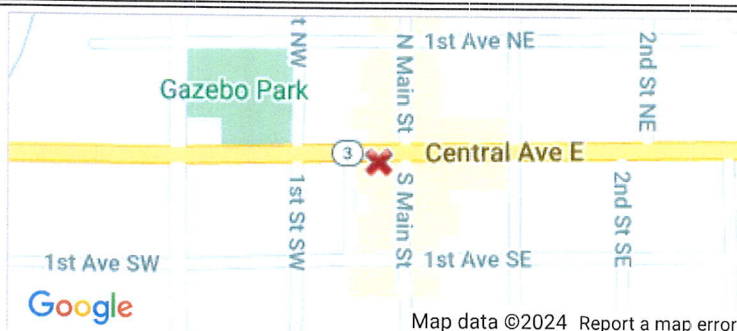 t NW
N Main St
1st Ave NE
2nd St NE
Gazebo Park
3
Central Ave E
1st St SW
S Main St
2nd St SE
1st Ave SW
1st Ave SE
Google
Map data ©2024 Report a map error